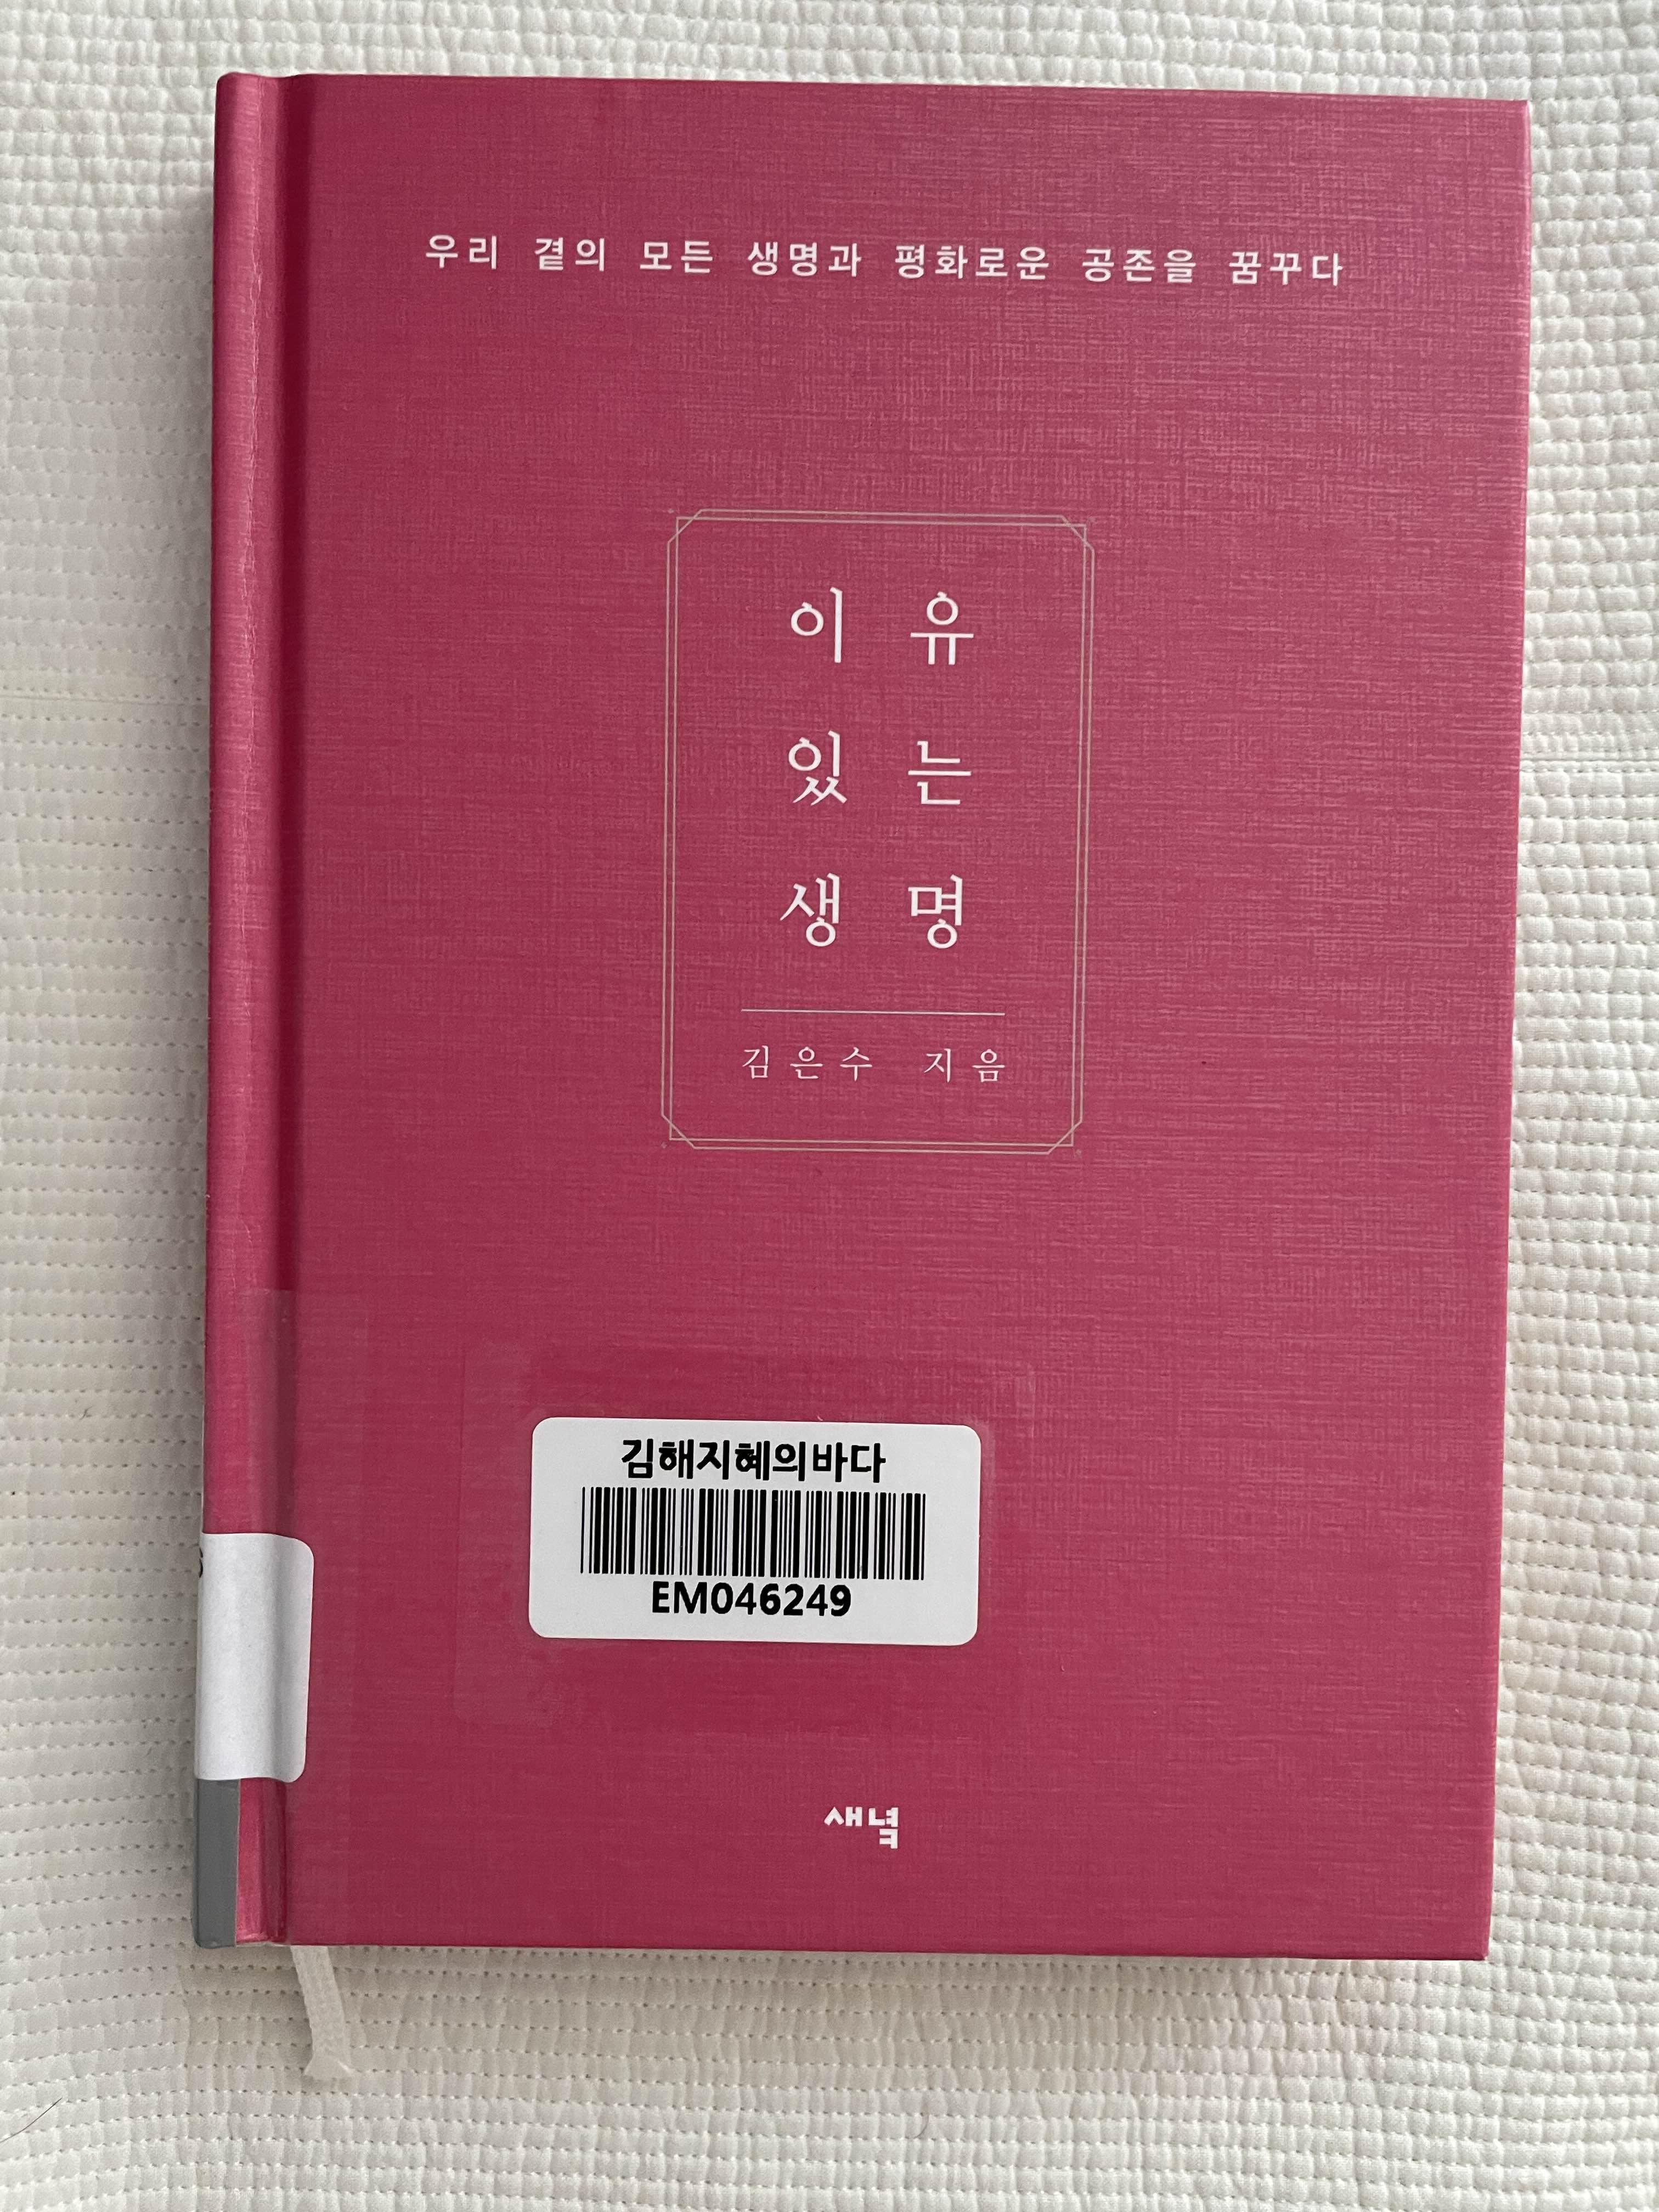 우리 곁의 모든 생명과 평화로운 공존을 꿈꾸다
이유
있는
생명
김은수 지음
김해지혜의바다
EM046249
새녘